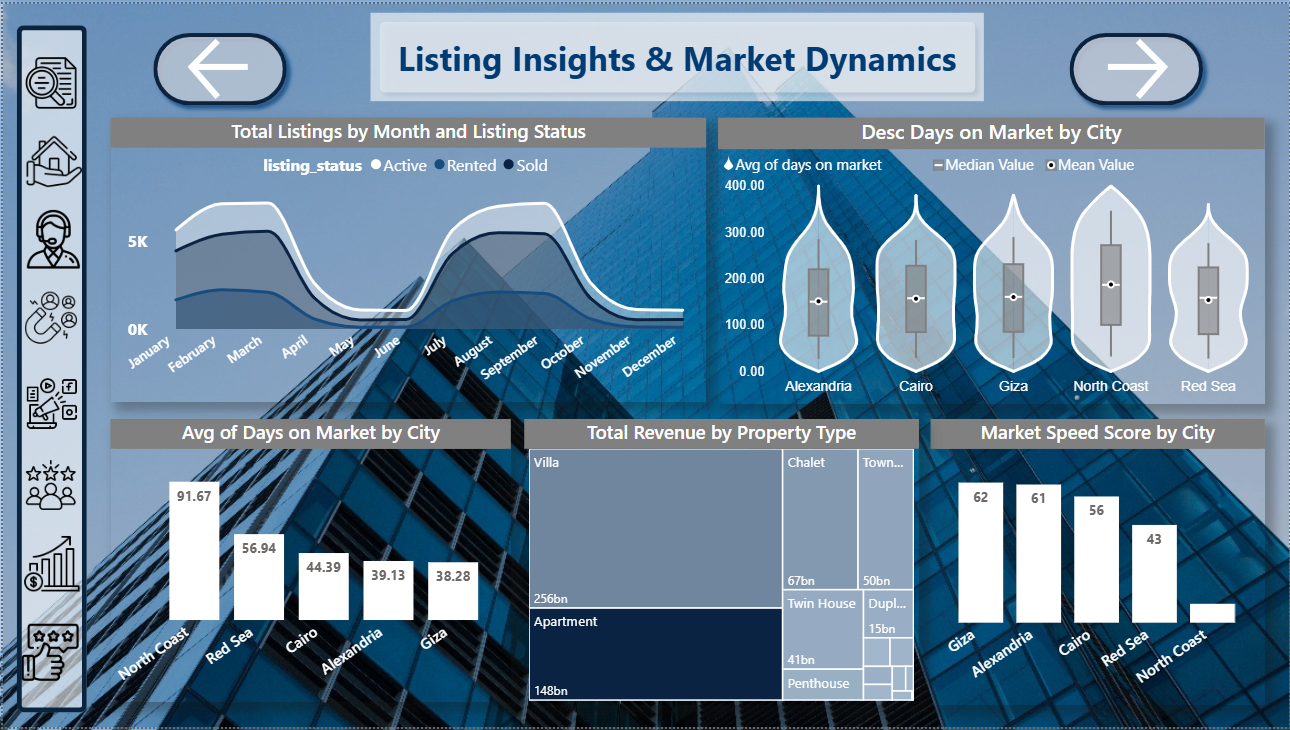 Listing Insights & Market Dynamics
Total Listings by Month and Listing Status
listing_status Active Rented Sold
5K
0K
January
February
March
April
May
June
July
August
September
October
November
December
Desc Days on Market by City
Avg of days on market Median Value Mean Value
400.00
300.00
200.00
100.00
0.00
Alexandria Cairo Giza North Coast Red Sea
Avg of Days on Market by City
91.67
56.94
44.39
39.13
38.28
North Coast
Red Sea
Cairo
Alexandria
Giza
Total Revenue by Property Type
Villa
256bn
Apartment
148bn
Chalet
67bn
Town...
50bn
Twin House
41bn
Dupl...
15bn
Penthouse
Market Speed Score by City
62
61
56
43
Giza
Alexandria
Cairo
Red Sea
North Coast